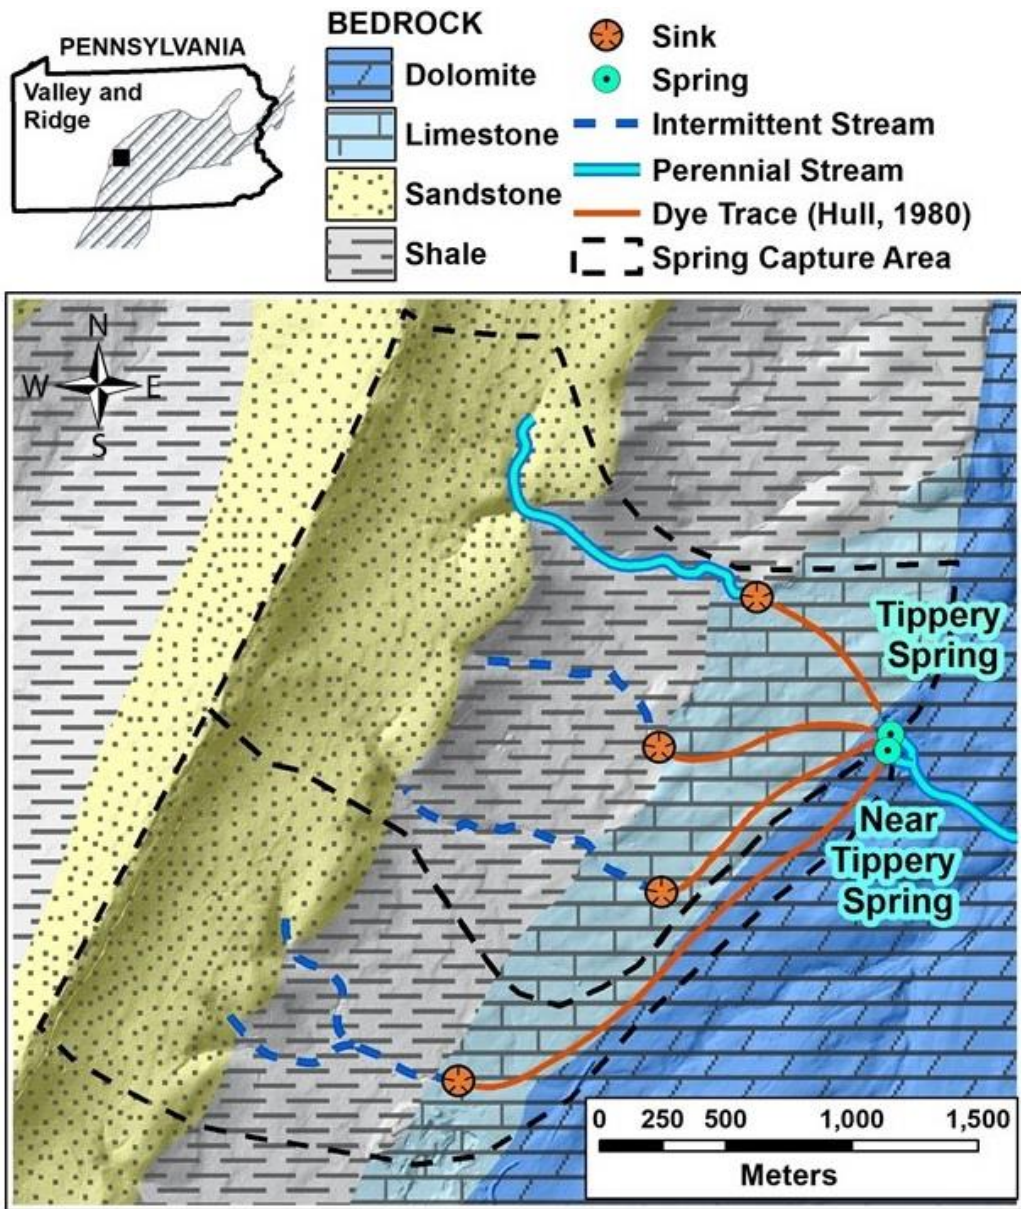 PENNSYLVANIA
Valley and
Ridge
BEDROCK
Dolomite
Limestone
Sandstone
Shale
Sink
Spring
Intermittent Stream
Perennial Stream
Dye Trace (Hull, 1980)
Spring Capture Area
N
W E
S
Tippery
Spring
Near
Tippery
Spring
0 250 500 1,000 1,500
Meters